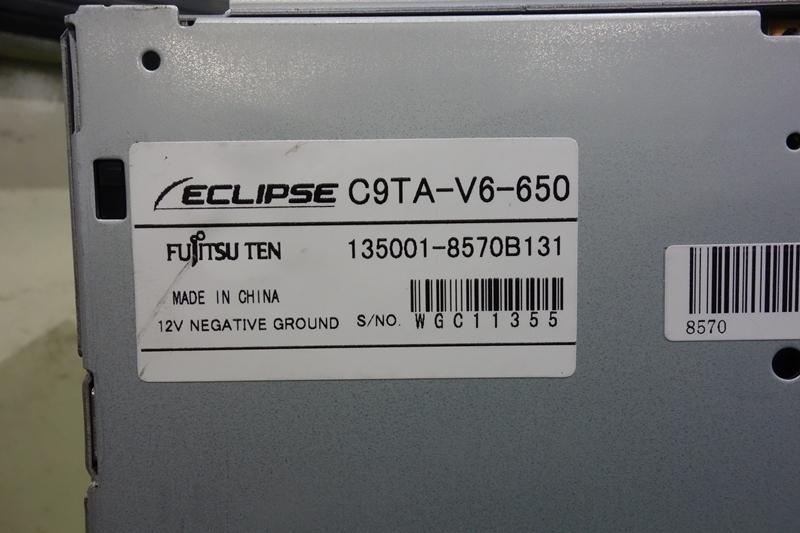 ECLIPSE C9TA-V6-650
FUJITSU TEN 135001-8570B131
MADE IN CHINA
12V NEGATIVE GROUND S/NO. WGC11355
8570